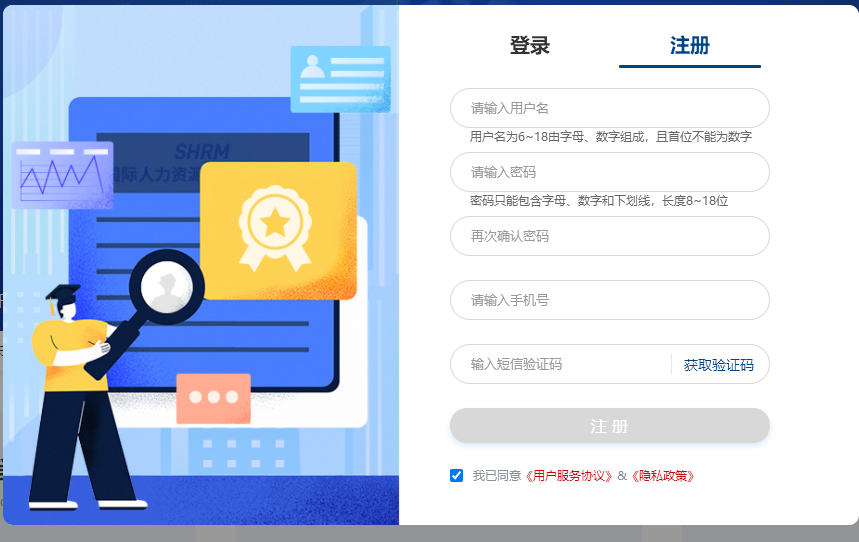 登录
注册
请输入用户名
用户名为6~18由字母、数字组成，且首位不能为数字
请输入密码
密码只能包含字母、数字和下划线，长度8~18位
再次确认密码
请输入手机号
输入短信验证码
获取验证码
注 册
我已同意《用户服务协议》&《隐私政策》
SHRM
国际人力资源